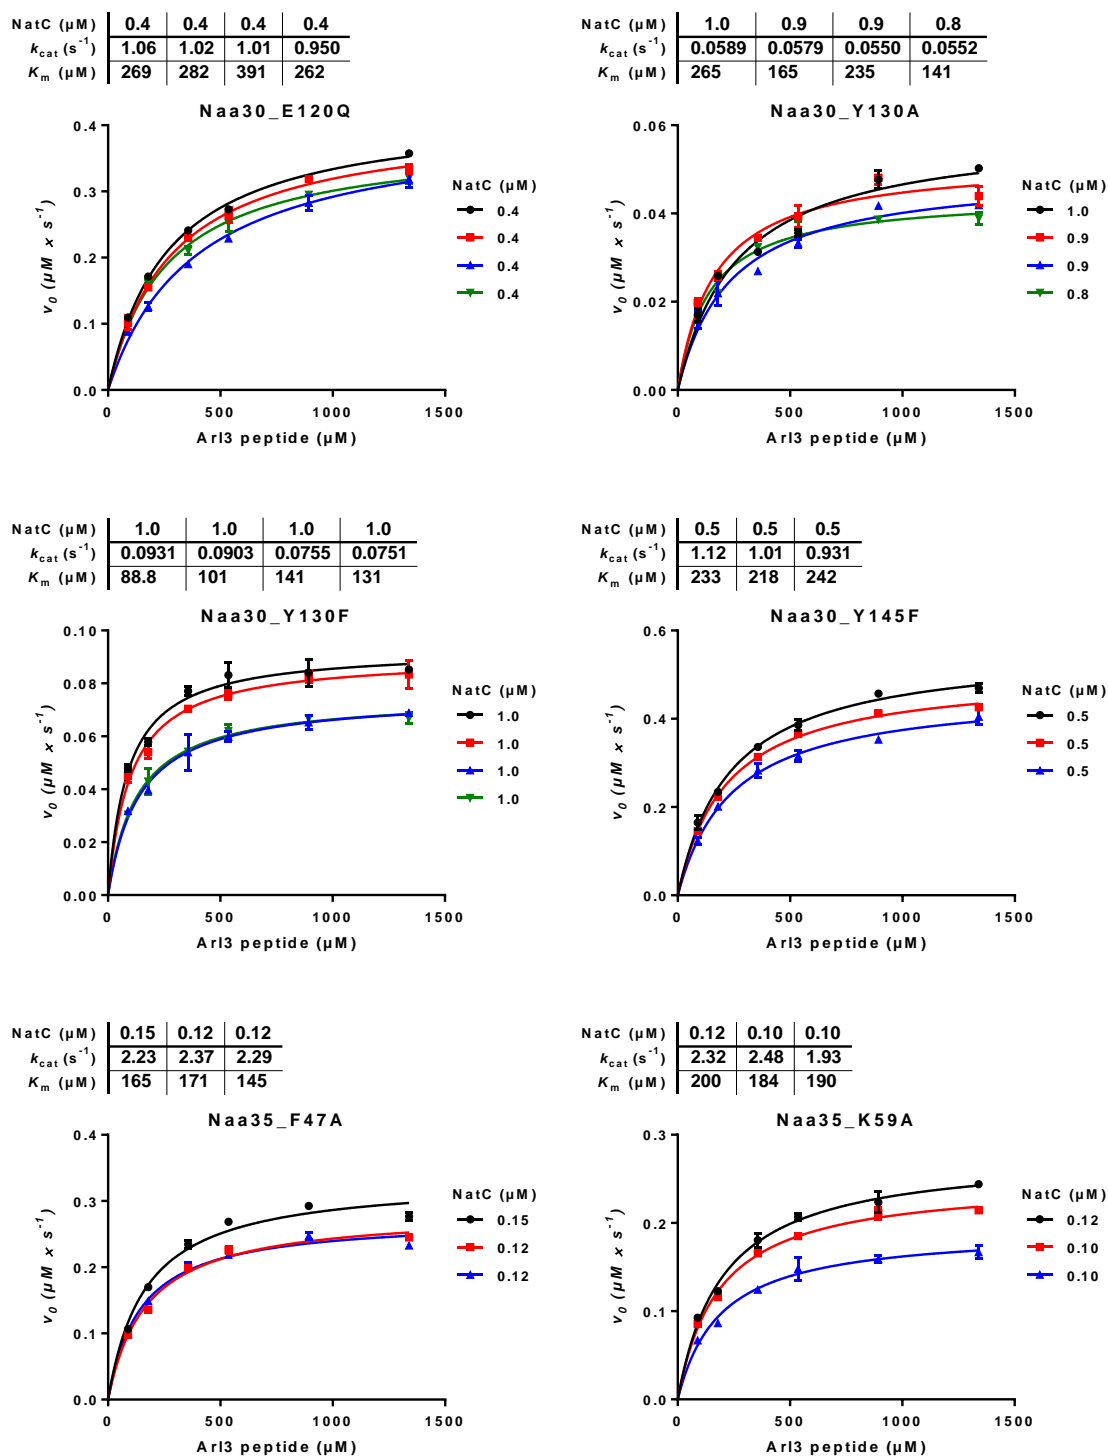 NatC (µM) 0.4 0.4 0.4 0.4
kcat (s⁻¹) 1.06 1.02 1.01 0.950
Km (µM) 269 282 391 262
Naa30_E120Q
0.4
0.3
0.2
0.1
0.0
v0 (µM × s⁻¹)
0 500 1000 1500
Arl3 peptide (µM)
NatC (µM)
0.4
0.4
0.4
0.4
NatC (µM) 1.0 0.9 0.9 0.8
kcat (s⁻¹) 0.0589 0.0579 0.0550 0.0552
Km (µM) 265 165 235 141
Naa30_Y130A
0.06
0.04
0.02
0.00
v0 (µM × s⁻¹)
0 500 1000 1500
Arl3 peptide (µM)
NatC (µM)
1.0
0.9
0.9
0.8
NatC (µM) 1.0 1.0 1.0 1.0
kcat (s⁻¹) 0.0931 0.0903 0.0755 0.0751
Km (µM) 88.8 101 141 131
Naa30_Y130F
0.10
0.08
0.06
0.04
0.02
0.00
v0 (µM × s⁻¹)
0 500 1000 1500
Arl3 peptide (µM)
NatC (µM)
1.0
1.0
1.0
1.0
NatC (µM) 0.5 0.5 0.5
kcat (s⁻¹) 1.12 1.01 0.931
Km (µM) 233 218 242
Naa30_Y145F
0.6
0.4
0.2
0.0
v0 (µM × s⁻¹)
0 500 1000 1500
Arl3 peptide (µM)
NatC (µM)
0.5
0.5
0.5
NatC (µM) 0.15 0.12 0.12
kcat (s⁻¹) 2.23 2.37 2.29
Km (µM) 165 171 145
Naa35_F47A
0.4
0.3
0.2
0.1
0.0
v0 (µM × s⁻¹)
0 500 1000 1500
Arl3 peptide (µM)
NatC (µM)
0.15
0.12
0.12
NatC (µM) 0.12 0.10 0.10
kcat (s⁻¹) 2.32 2.48 1.93
Km (µM) 200 184 190
Naa35_K59A
0.3
0.2
0.1
0.0
v0 (µM × s⁻¹)
0 500 1000 1500
Arl3 peptide (µM)
NatC (µM)
0.12
0.10
0.10